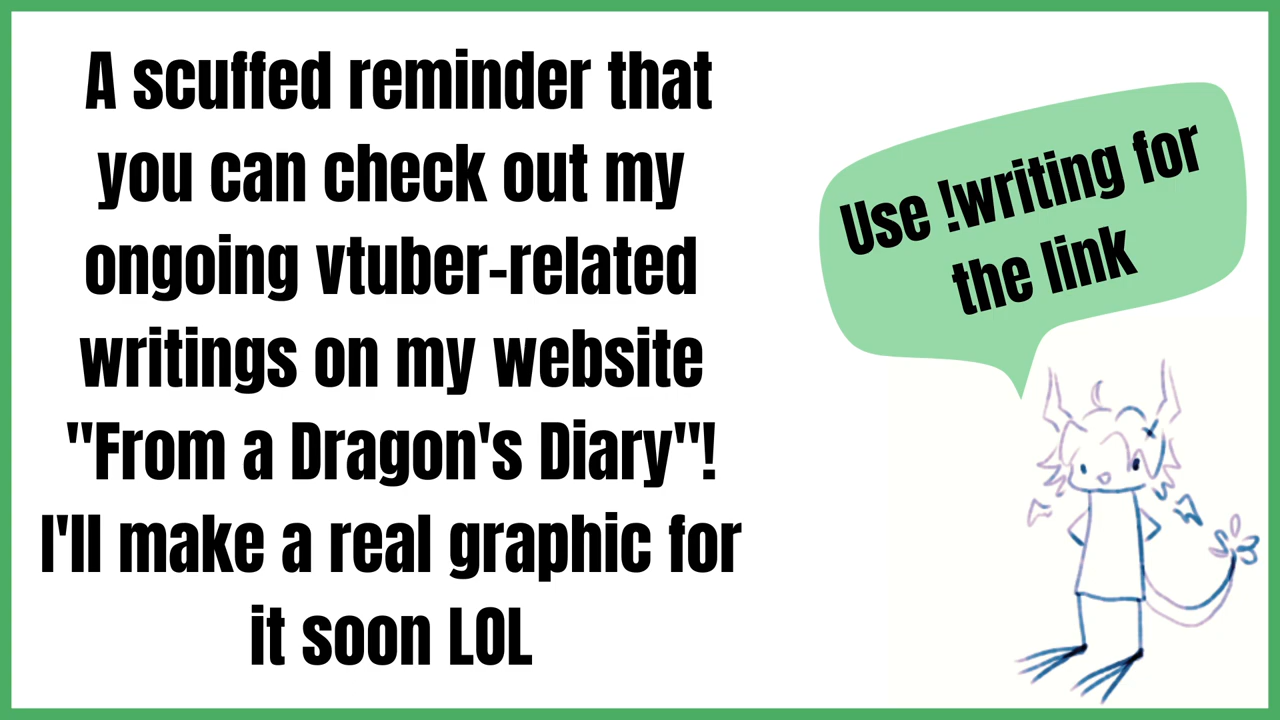 A scuffed reminder that
you can check out my
ongoing vtuber-related
writings on my website
"From a Dragon's Diary"!
I'll make a real graphic for
it soon LOL
Use !writing for
the link